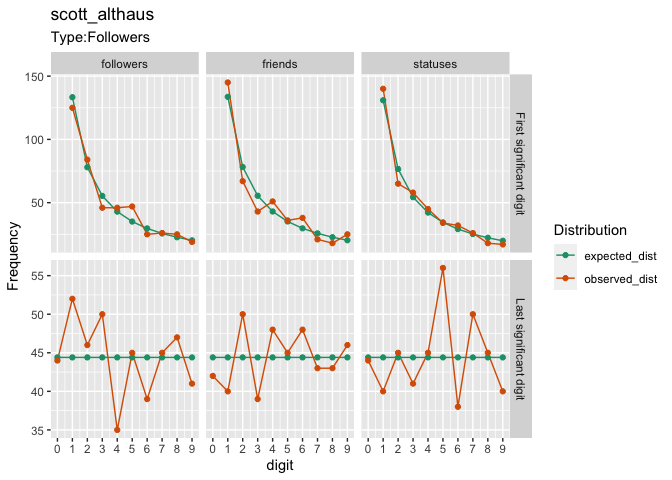 scott_althaus
Type:Followers
followers friends statuses
150
100
50
First significant digit
Frequency
55
50
45
40
35
Last significant digit
0 1 2 3 4 5 6 7 8 9 0 1 2 3 4 5 6 7 8 9 0 1 2 3 4 5 6 7 8 9
digit
Distribution
expected_dist
observed_dist